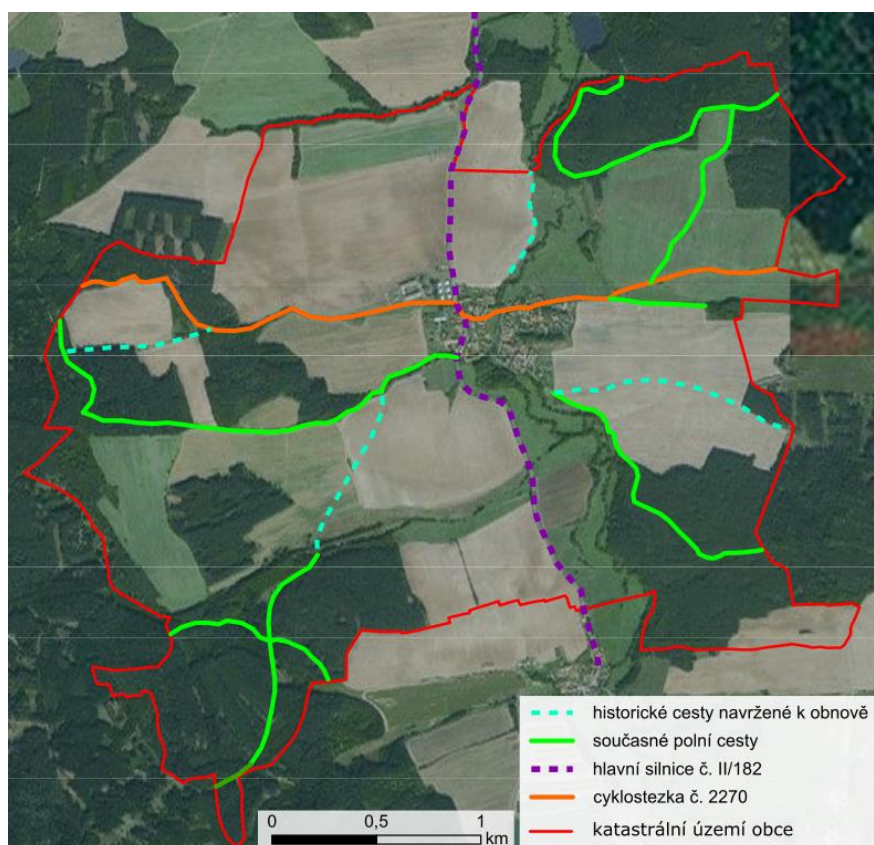 historické cesty navržené k obnově
současné polní cesty
hlavní silnice č. II/182
cyklostezka č. 2270
katastrální území obce
0 0,5 1
km